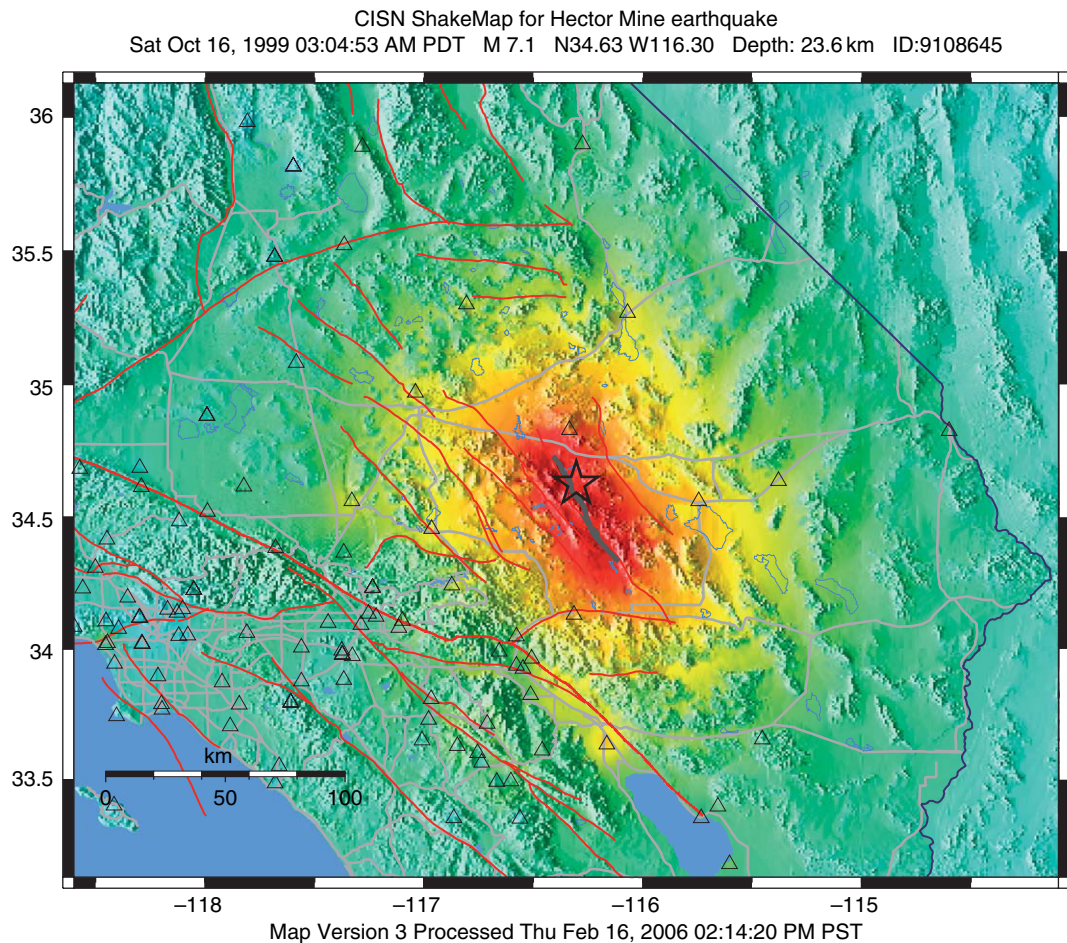 CISN ShakeMap for Hector Mine earthquake
Sat Oct 16, 1999 03:04:53 AM PDT M 7.1 N34.63 W116.30 Depth: 23.6 km ID:9108645
36
35.5
35
34.5
34
33.5
km
0 50 100
–118 –117 –116 –115
Map Version 3 Processed Thu Feb 16, 2006 02:14:20 PM PST